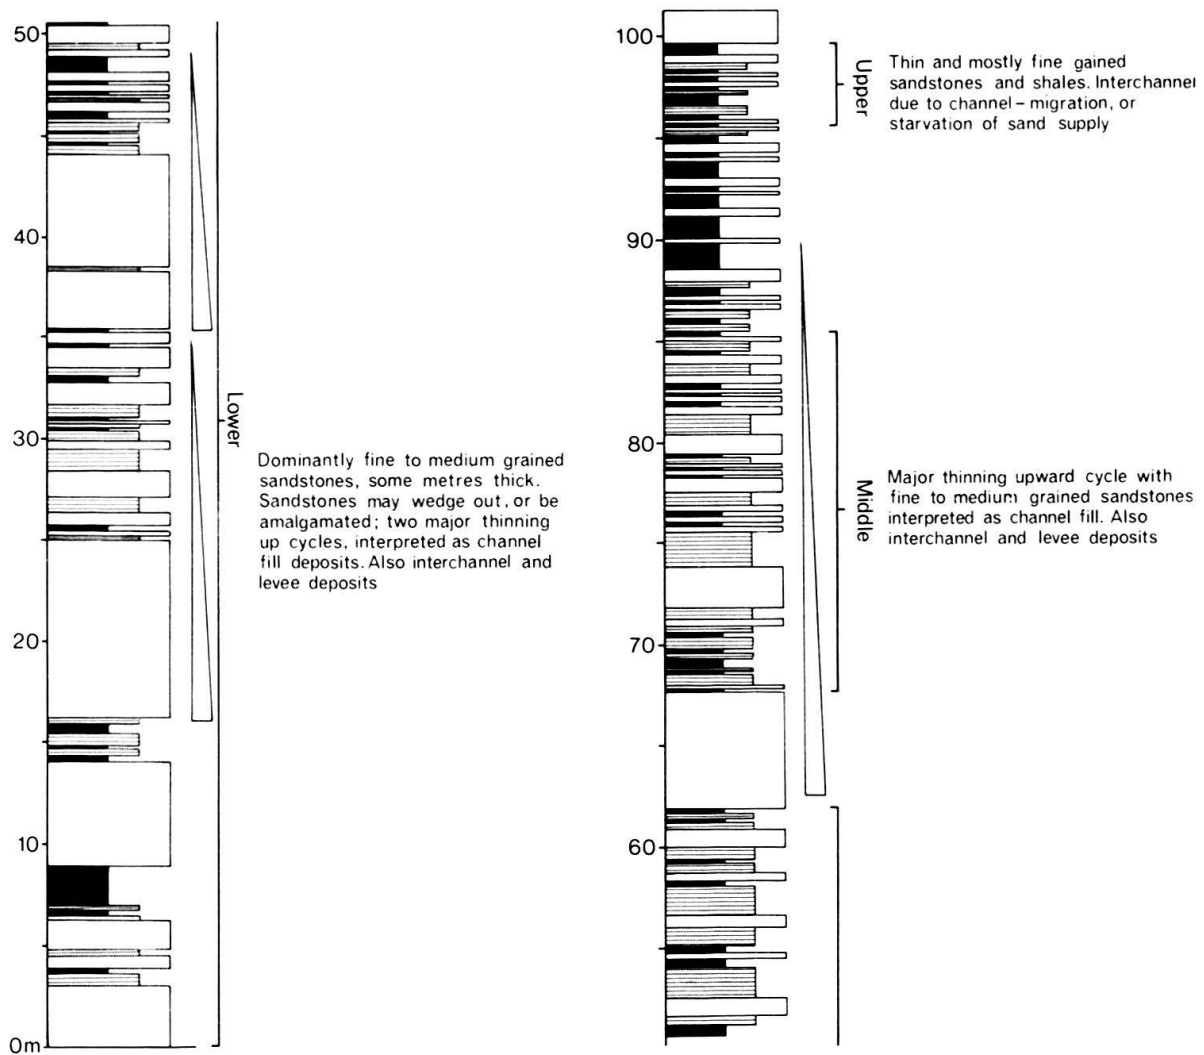 50
40
30
20
10
0m
Lower
Dominantly fine to medium grained
sandstones, some metres thick.
Sandstones may wedge out, or be
amalgamated; two major thinning
up cycles, interpreted as channel
fill deposits. Also interchannel and
levee deposits
100
90
80
70
60
Upper
Thin and mostly fine gained
sandstones and shales. Interchannel
due to channel-migration, or
starvation of sand supply
Middle
Major thinning upward cycle with
fine to medium grained sandstones
interpreted as channel fill. Also
interchannel and levee deposits